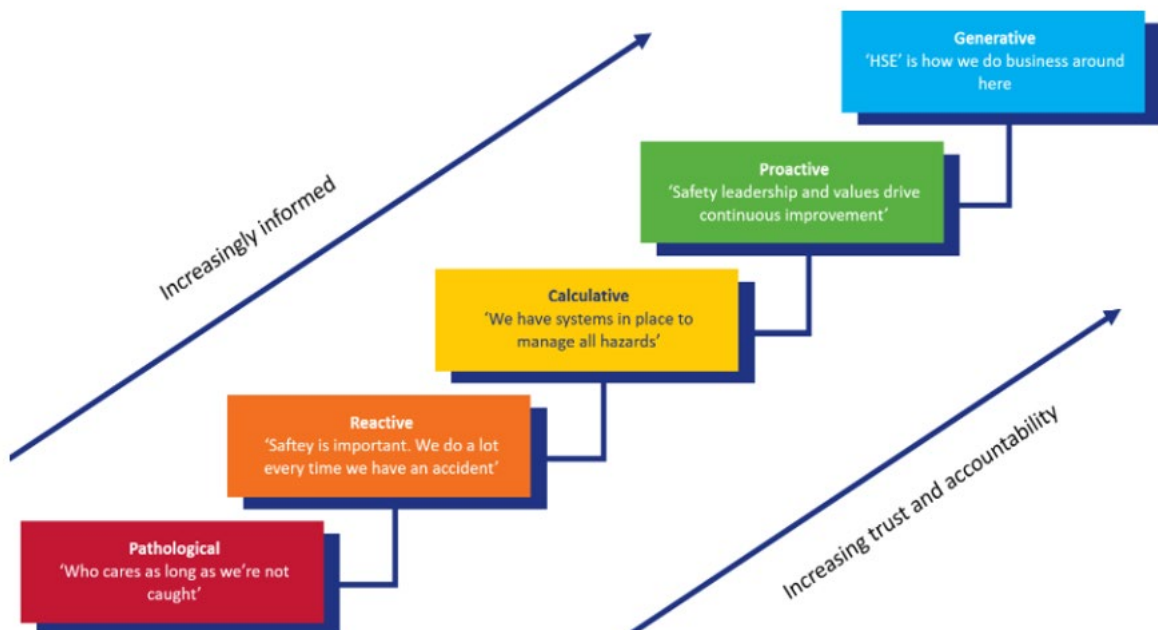 Generative
‘HSE’ is how we do business around
here
Proactive
‘Safety leadership and values drive
continuous improvement’
Increasingly informed
Calculative
‘We have systems in place to
manage all hazards’
Reactive
‘Saftey is important. We do a lot
every time we have an accident’
Increasing trust and accountability
Pathological
‘Who cares as long as we’re not
caught’